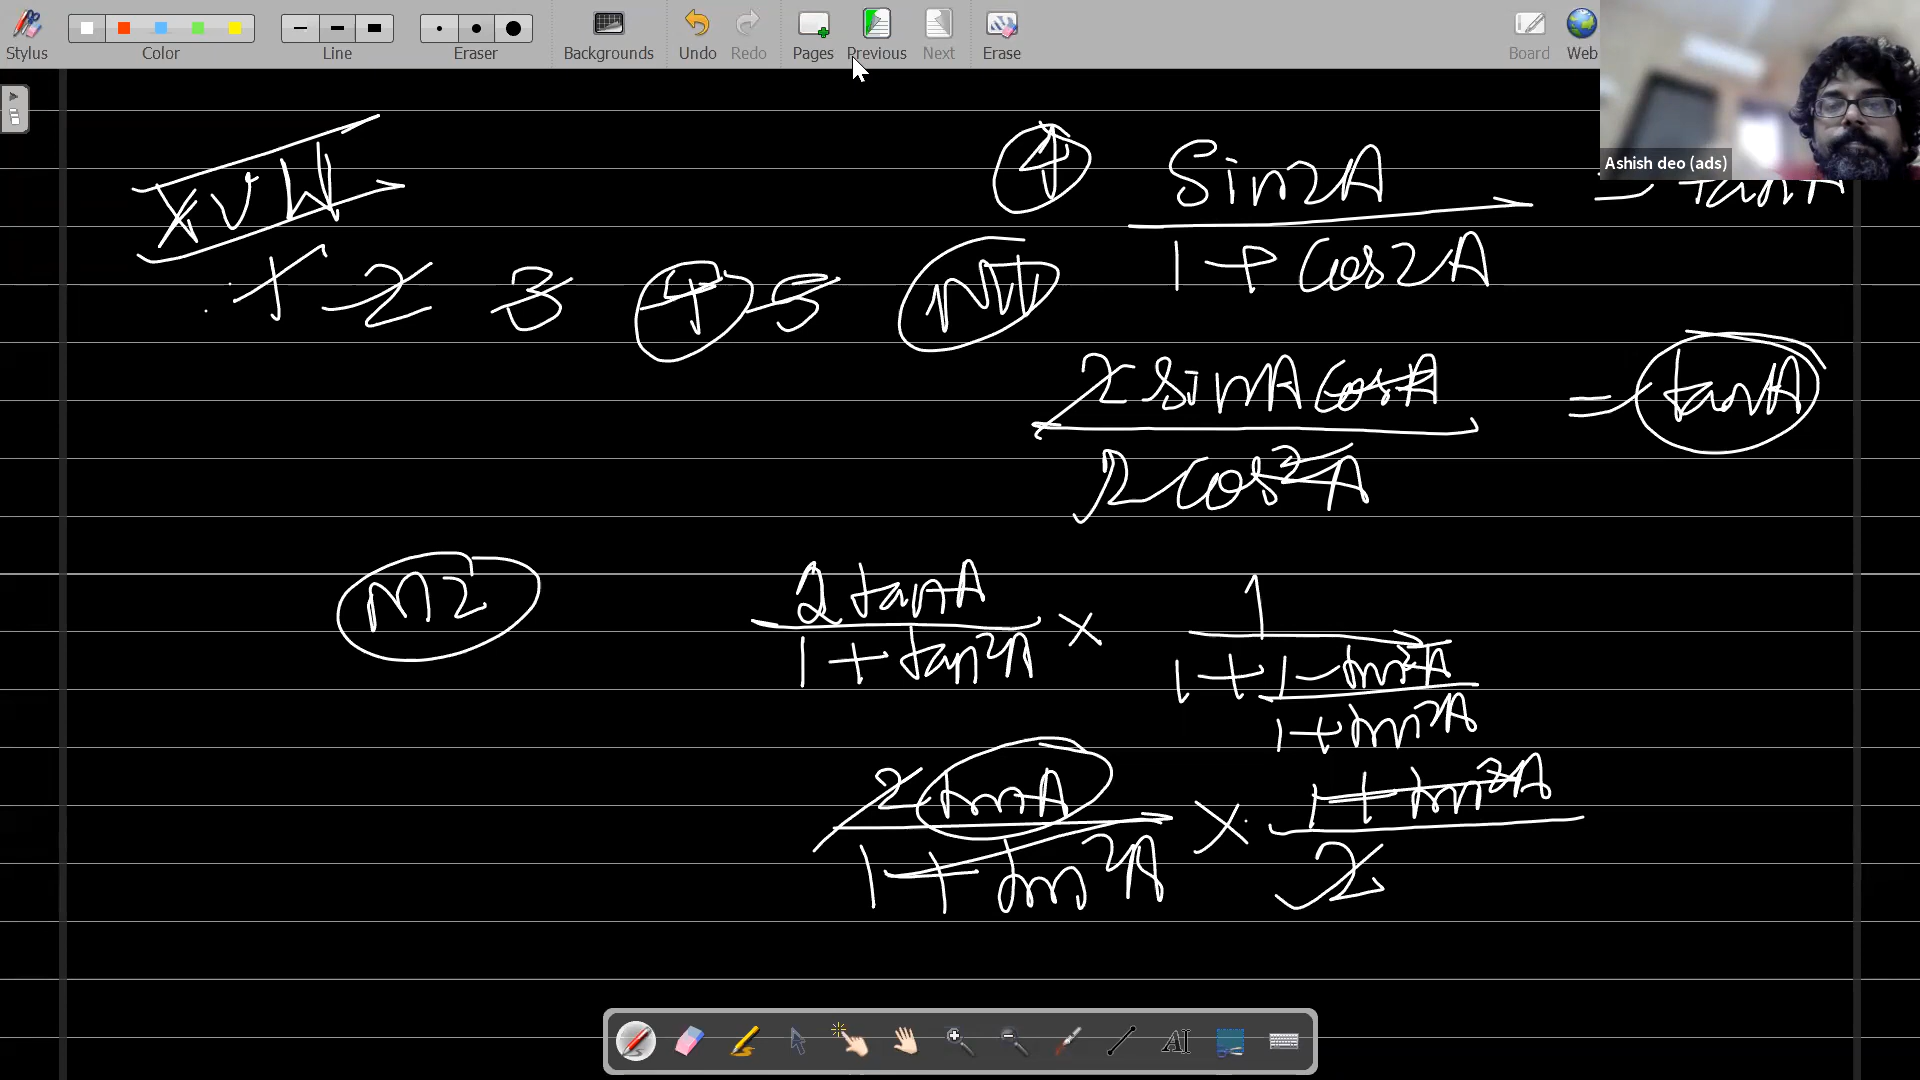 Stylus Color Line Eraser Backgrounds Undo Redo Pages Previous Next Erase Board Web
Ashish deo (ads)
④ Sin2A / 1 + Cos2A = tanA
1 2 3 ④ 5
2 sinA cosA / 2 cos²A = tanA
M2
2 tanA / 1 + tan²A × 1 / 1 + 1 - tan²A / 1 + tan²A
2 tanA / 1 + tan²A × 1 + tan²A / 2